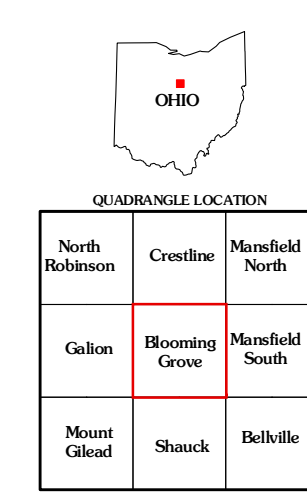 OHIO
QUADRANGLE LOCATION
North
Robinson
Crestline
Mansfield
North
Galion
Blooming
Grove
Mansfield
South
Mount
Gilead
Shauck
Bellville